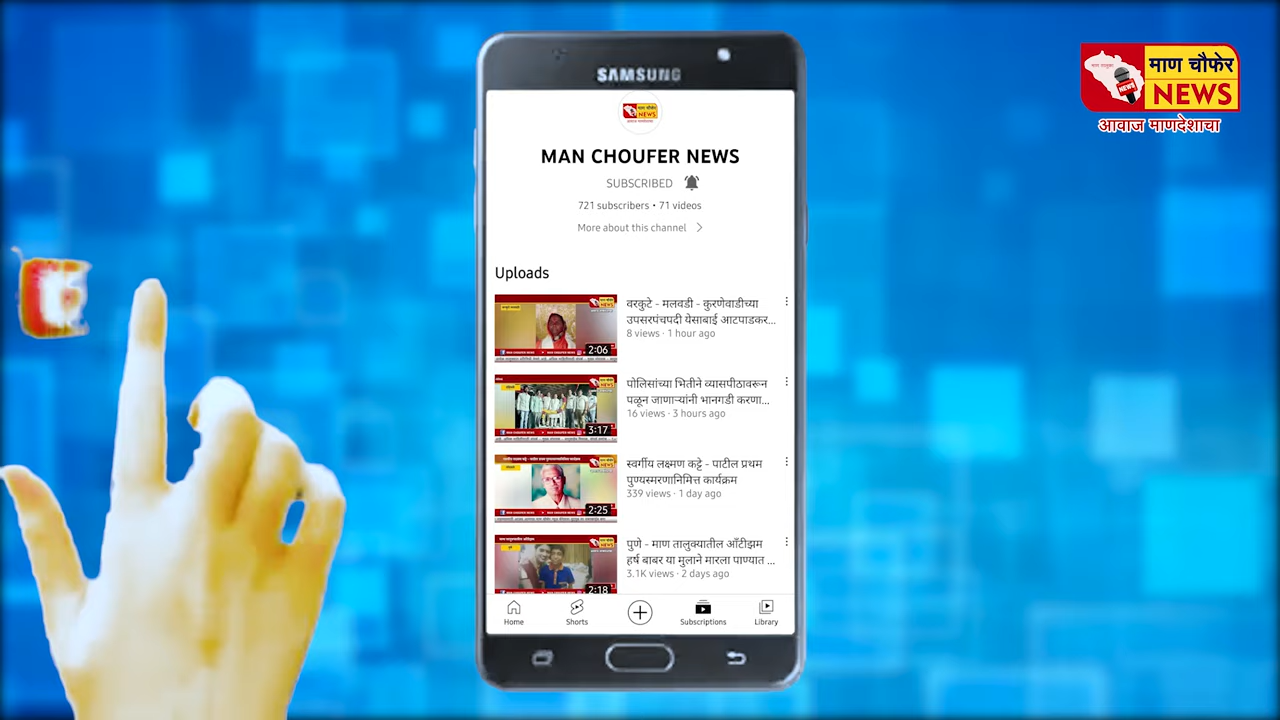 SAMSUNG
माण चौफेर
NEWS
NEWS
आवाज माणदेशाचा
माण चौफेर
NEWS
MAN CHOUFER NEWS
SUBSCRIBED
721 subscribers • 71 videos
More about this channel
Uploads
वरकुटे - मलवडी - कुरणेवाडीच्या
उपसरपंचपदी येसाबाई आटपाडकर...
8 views · 1 hour ago
2:06
पोलिसांच्या भितीने व्यासपीठावरून
पळून जाणाऱ्यांनी भानगडी करणा...
16 views · 3 hours ago
3:17
स्वर्गीय लक्ष्मण कट्टे - पाटील प्रथम
पुण्यस्मरणानिमित्त कार्यक्रम
339 views · 1 day ago
2:25
पुणे - माण तालुक्यातील ऑटीझम
हर्ष बाबर या मुलाने मारला पाण्यात ...
3.1K views · 2 days ago
2:18
Home
Shorts
Subscriptions
Library